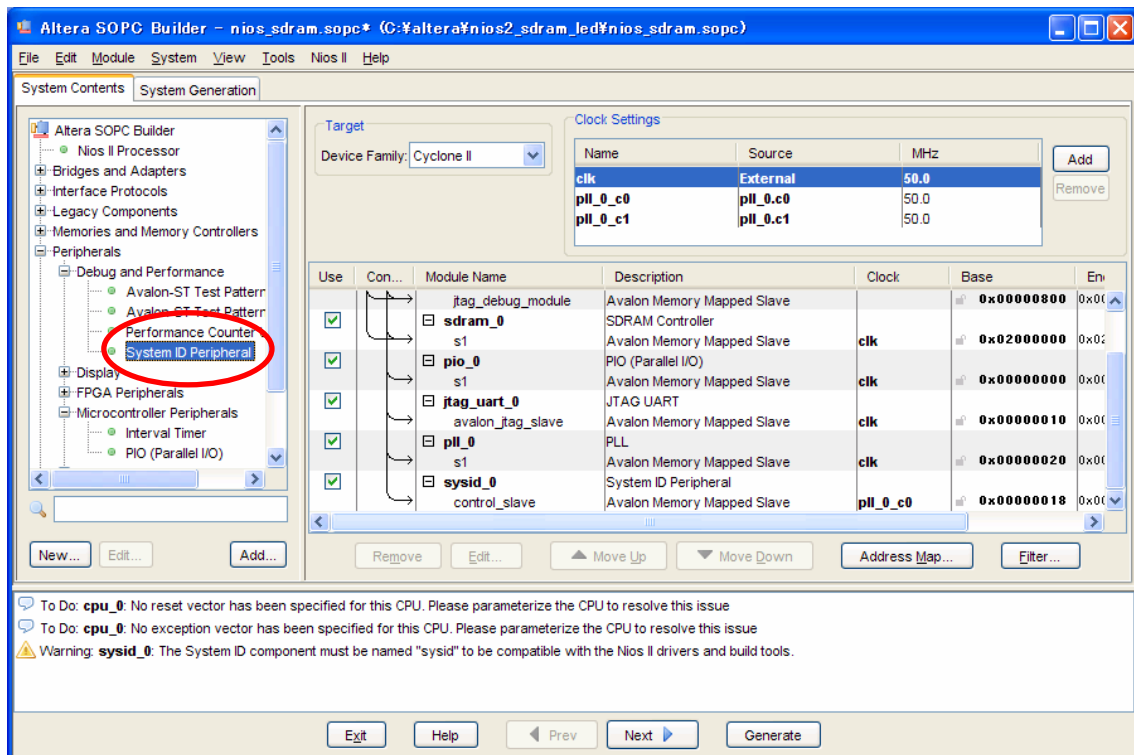 Altera SOPC Builder - nios_sdram.sopc* (C:¥altera¥nios2_sdram_led¥nios_sdram.sopc)
File Edit Module System View Tools Nios II Help
System Contents System Generation
Altera SOPC Builder
Nios II Processor
Bridges and Adapters
Interface Protocols
Legacy Components
Memories and Memory Controllers
Peripherals
Debug and Performance
Avalon-ST Test Pattern
Avalon-ST Test Pattern
Performance Counter
System ID Peripheral
Display
FPGA Peripherals
Microcontroller Peripherals
Interval Timer
PIO (Parallel I/O)
New... Edit... Add...
Target
Device Family: Cyclone II
Clock Settings
Name Source MHz
clk External 50.0
pll_0_c0 pll_0.c0 50.0
pll_0_c1 pll_0.c1 50.0
Add
Remove
Use Con... Module Name Description Clock Base
jtag_debug_module Avalon Memory Mapped Slave 0x00000800
sdram_0 SDRAM Controller
s1 Avalon Memory Mapped Slave clk 0x02000000
pio_0 PIO (Parallel I/O)
s1 Avalon Memory Mapped Slave clk 0x00000000
jtag_uart_0 JTAG UART
avalon_jtag_slave Avalon Memory Mapped Slave clk 0x00000010
pll_0 PLL
s1 Avalon Memory Mapped Slave clk 0x00000020
sysid_0 System ID Peripheral
control_slave Avalon Memory Mapped Slave pll_0_c0 0x00000018
Remove Edit... Move Up Move Down Address Map... Filter...
To Do: cpu_0: No reset vector has been specified for this CPU. Please parameterize the CPU to resolve this issue
To Do: cpu_0: No exception vector has been specified for this CPU. Please parameterize the CPU to resolve this issue
Warning: sysid_0: The System ID component must be named "sysid" to be compatible with the Nios II drivers and build tools.
Exit Help Prev Next Generate